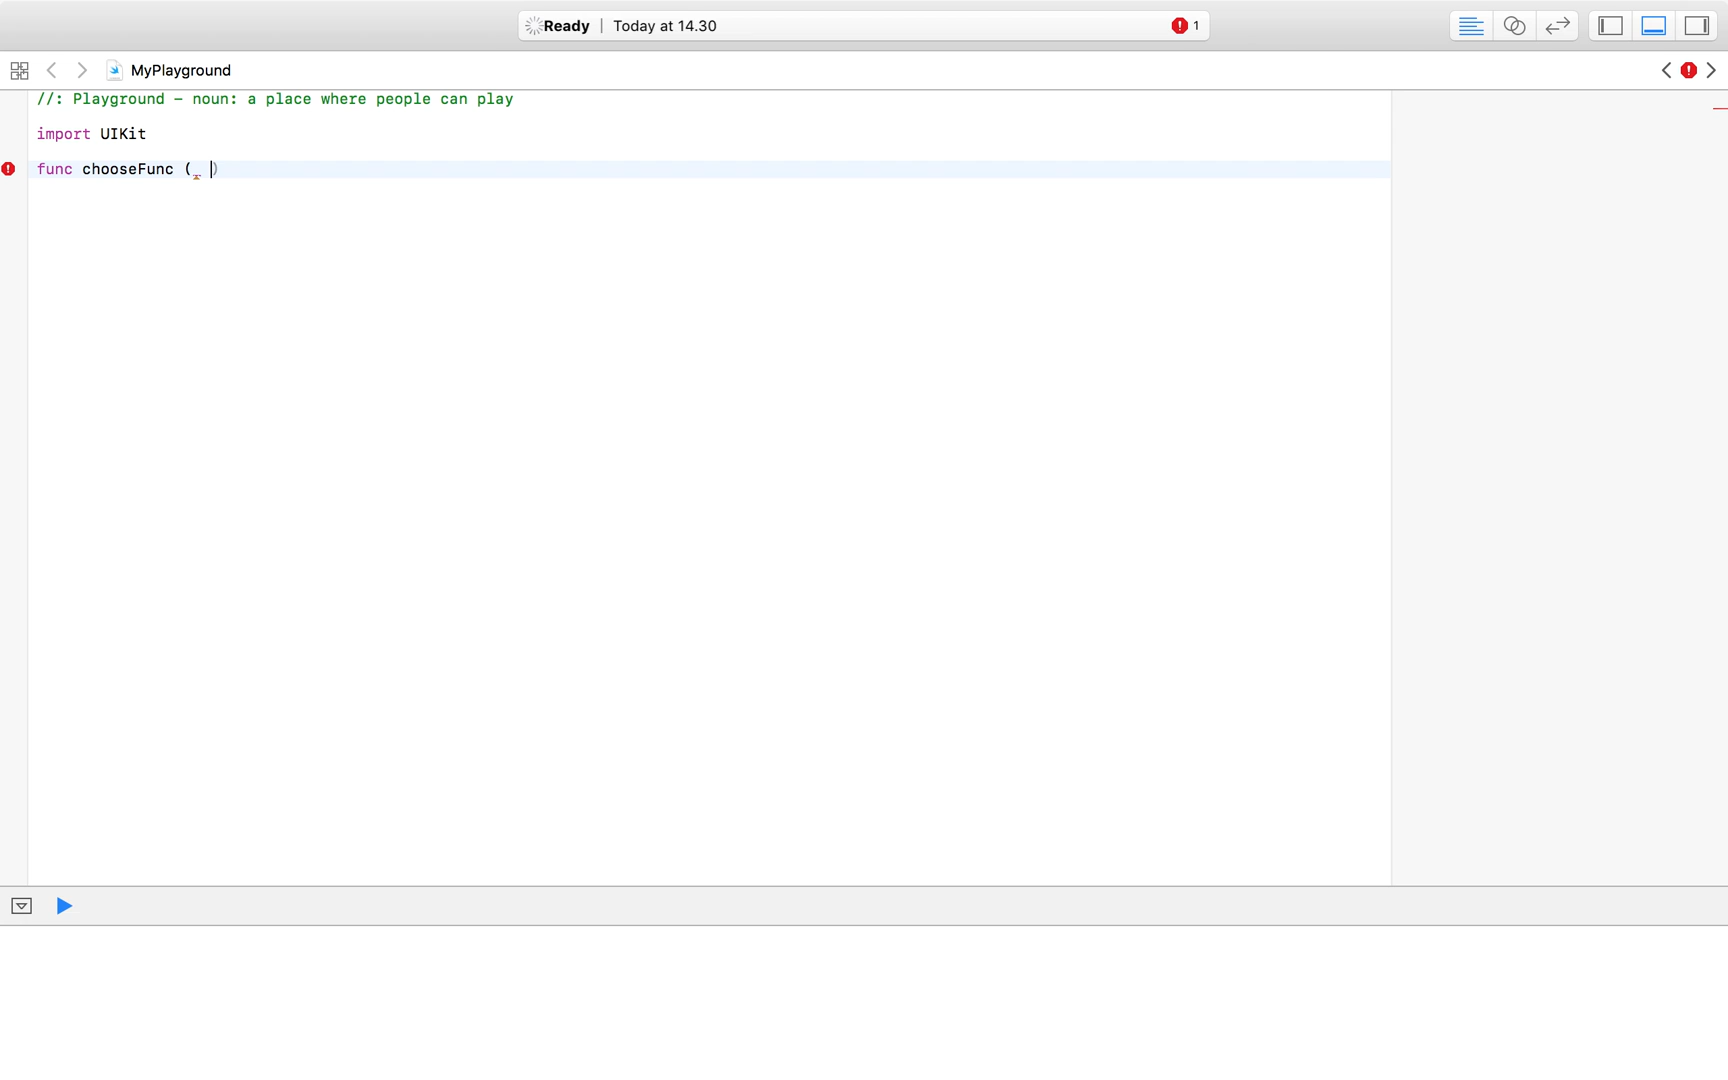 Ready | Today at 14.30
1
MyPlayground
//: Playground – noun: a place where people can play
import UIKit
func chooseFunc (_ )